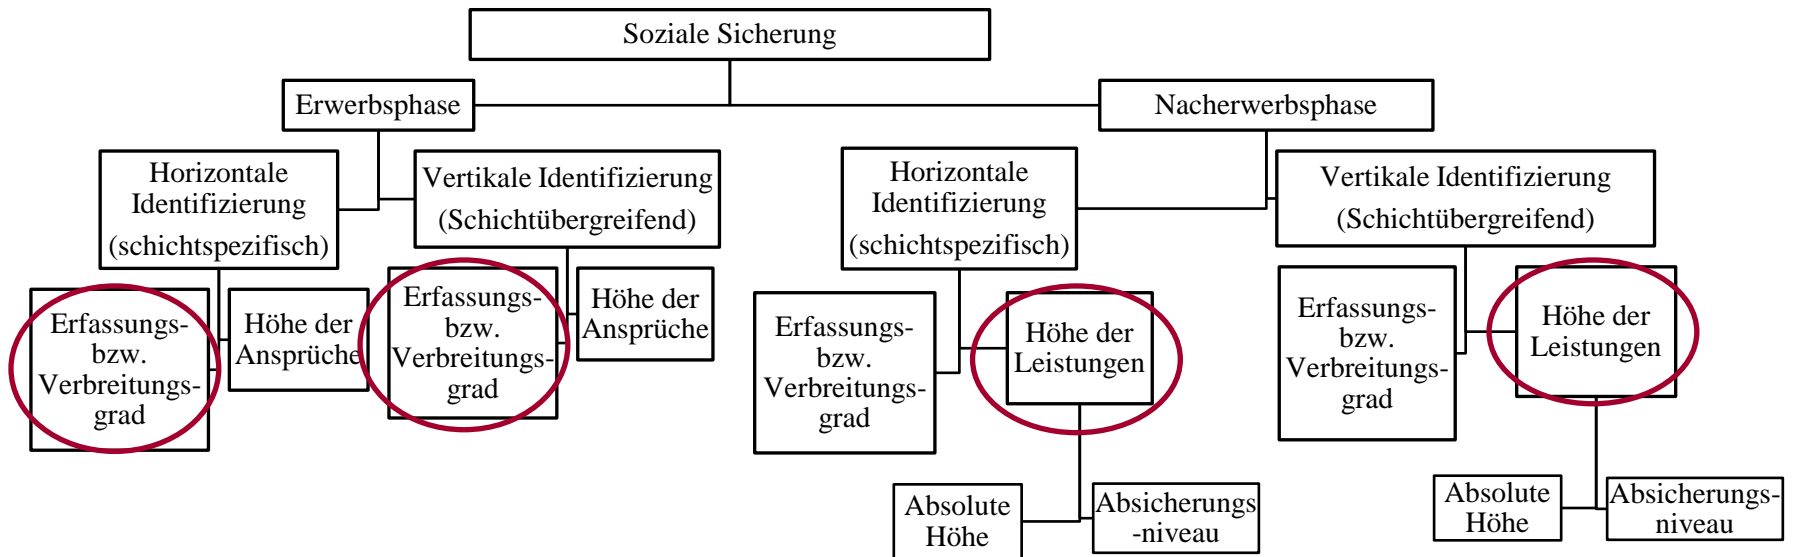 Soziale Sicherung
Erwerbsphase
Nacherwerbsphase
Horizontale
Identifizierung
(schichtspezifisch)
Vertikale Identifizierung
(Schichtübergreifend)
Horizontale
Identifizierung
(schichtspezifisch)
Vertikale Identifizierung
(Schichtübergreifend)
Erfassungs-
bzw.
Verbreitungs-
grad
Höhe der
Ansprüche
Erfassungs-
bzw.
Verbreitungs-
grad
Höhe der
Ansprüche
Erfassungs-
bzw.
Verbreitungs-
grad
Höhe der
Leistungen
Erfassungs-
bzw.
Verbreitungs-
grad
Höhe der
Leistungen
Absolute
Höhe
Absicherungs
-niveau
Absolute
Höhe
Absicherungs-
niveau